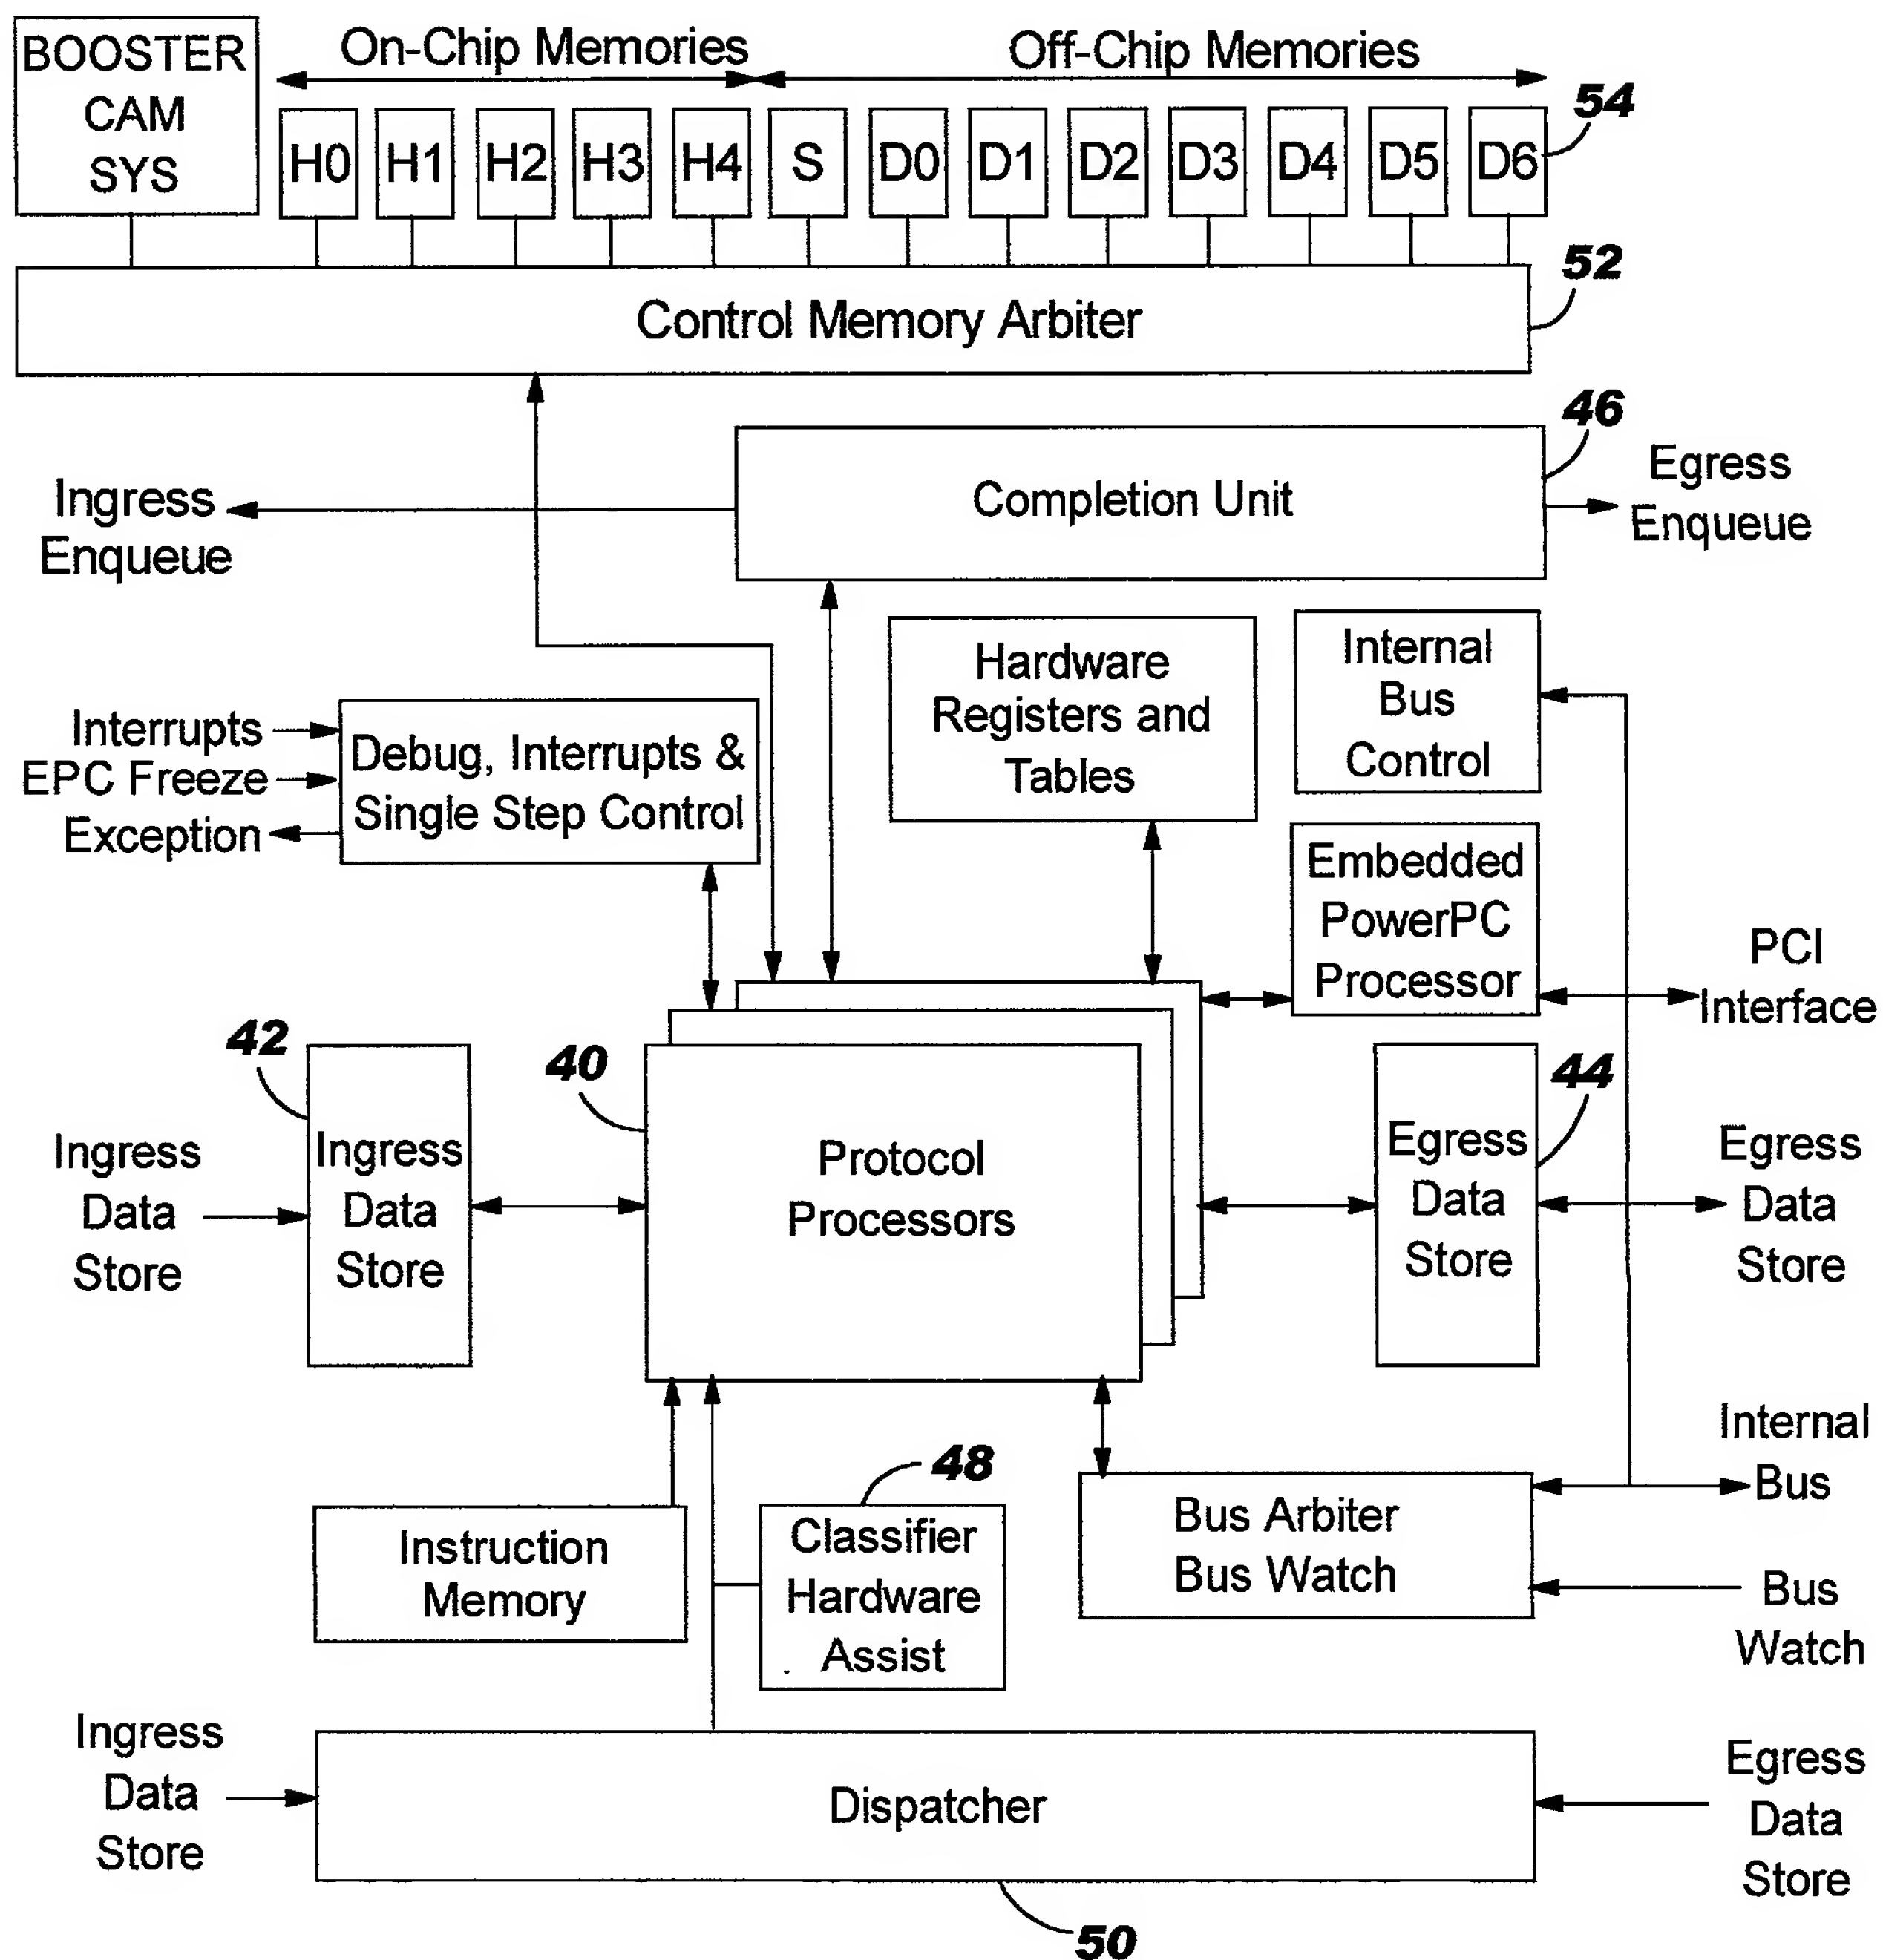 BOOSTER
CAM
SYS
On-Chip Memories
Off-Chip Memories
54
H0 H1 H2 H3 H4 S D0 D1 D2 D3 D4 D5 D6
52
Control Memory Arbiter
46
Completion Unit
Ingress
Enqueue
Egress
Enqueue
Hardware
Registers and
Tables
Internal
Bus
Control
Interrupts
EPC Freeze
Exception
Debug, Interrupts &
Single Step Control
Embedded
PowerPC
Processor
PCI
Interface
42
40
44
Ingress
Data
Store
Ingress
Data
Store
Protocol
Processors
Egress
Data
Store
Egress
Data
Store
Internal
Bus
48
Instruction
Memory
Classifier
Hardware
Assist
Bus Arbiter
Bus Watch
Bus
Watch
Ingress
Data
Store
Dispatcher
Egress
Data
Store
50